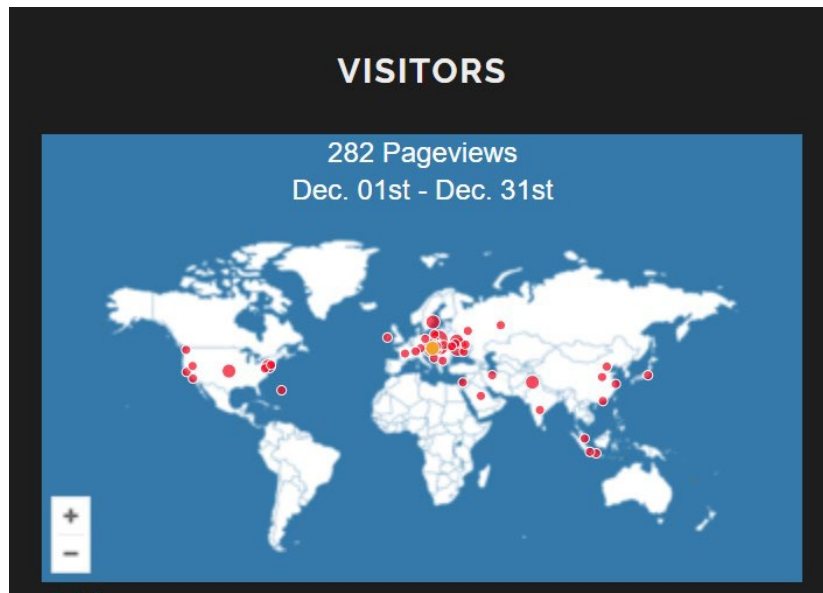 VISITORS
282 Pageviews
Dec. 01st - Dec. 31st
+
−